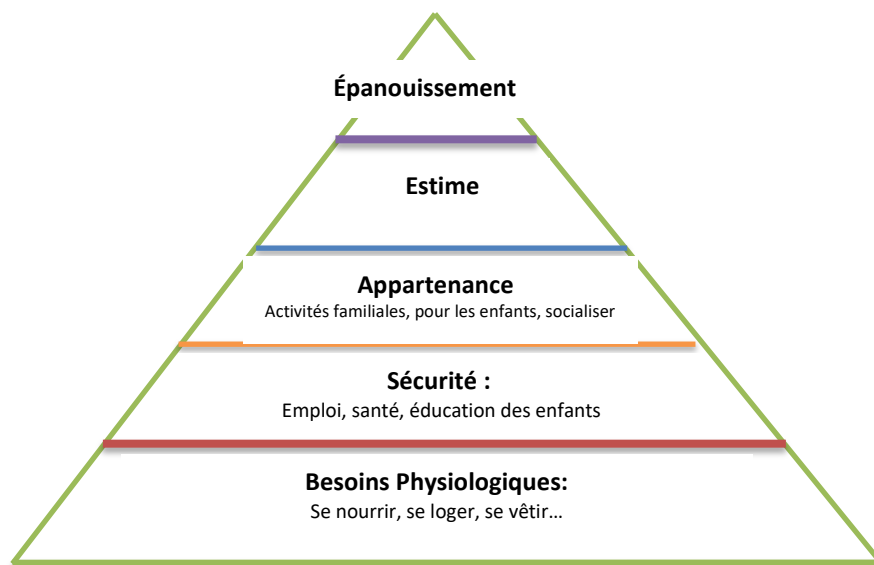 Épanouissement
Estime
Appartenance
Activités familiales, pour les enfants, socialiser
Sécurité :
Emploi, santé, éducation des enfants
Besoins Physiologiques:
Se nourrir, se loger, se vêtir…